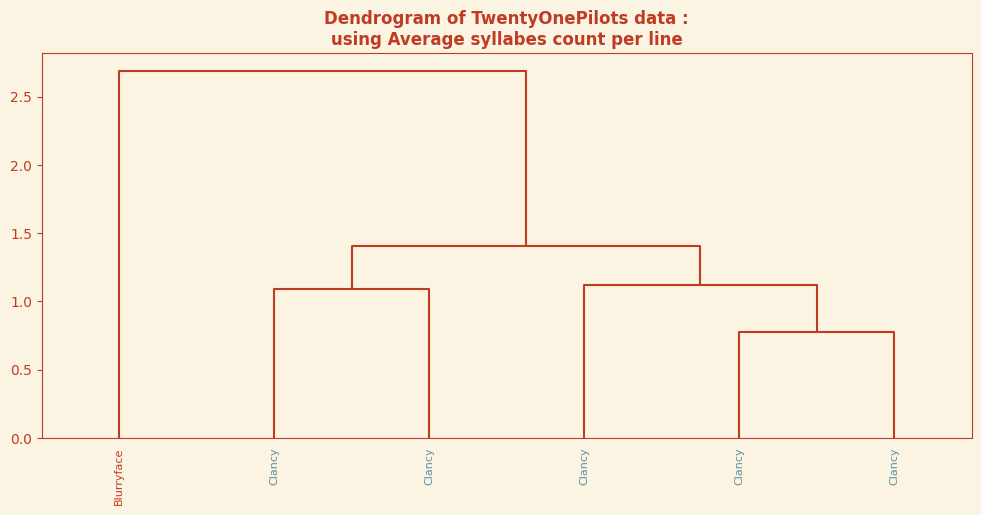 Dendrogram of TwentyOnePilots data :
using Average syllabes count per line
2.5
2.0
1.5
1.0
0.5
0.0
Blurryface
Clancy
Clancy
Clancy
Clancy
Clancy